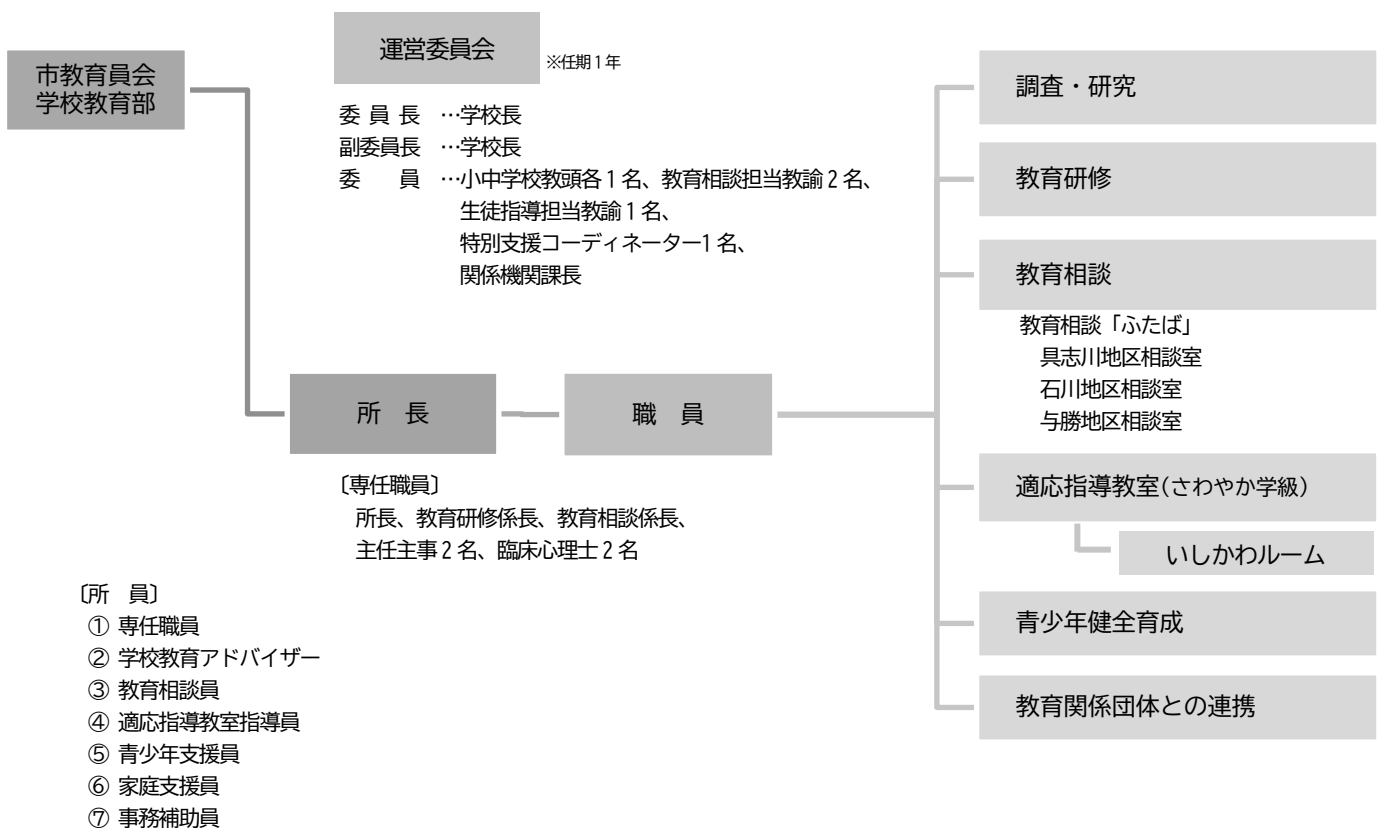 市教育員会
学校教育部
運営委員会
※任期1年
委 員 長 …学校長
副委員長 …学校長
委　　員 …小中学校教頭各1名、教育相談担当教諭2名、
生徒指導担当教諭1名、
特別支援コーディネーター1名、
関係機関課長
所　長
職　員
〔専任職員〕
所長、教育研修係長、教育相談係長、
主任主事2名、臨床心理士2名
〔所　員〕
① 専任職員
② 学校教育アドバイザー
③ 教育相談員
④ 適応指導教室指導員
⑤ 青少年支援員
⑥ 家庭支援員
⑦ 事務補助員
調査・研究
教育研修
教育相談
教育相談「ふたば」
具志川地区相談室
石川地区相談室
与勝地区相談室
適応指導教室(さわやか学級)
いしかわルーム
青少年健全育成
教育関係団体との連携